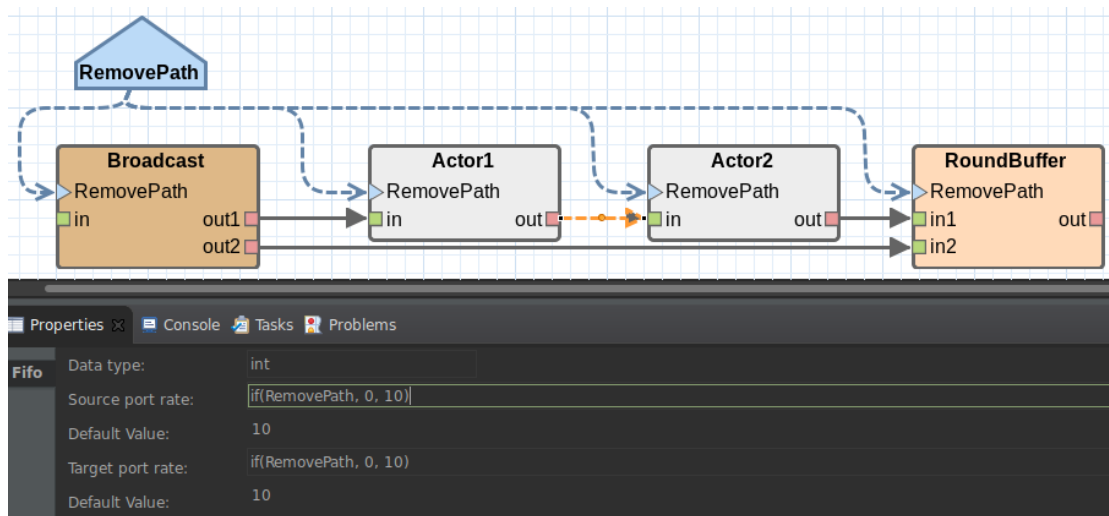 RemovePath
Broadcast
RemovePath
in
out1
out2
Actor1
RemovePath
in
out
Actor2
RemovePath
in
out
RoundBuffer
RemovePath
in1
out
in2
Properties
Console
Tasks
Problems
Fifo
Data type:
int
Source port rate:
if(RemovePath, 0, 10)
Default Value:
10
Target port rate:
if(RemovePath, 0, 10)
Default Value:
10